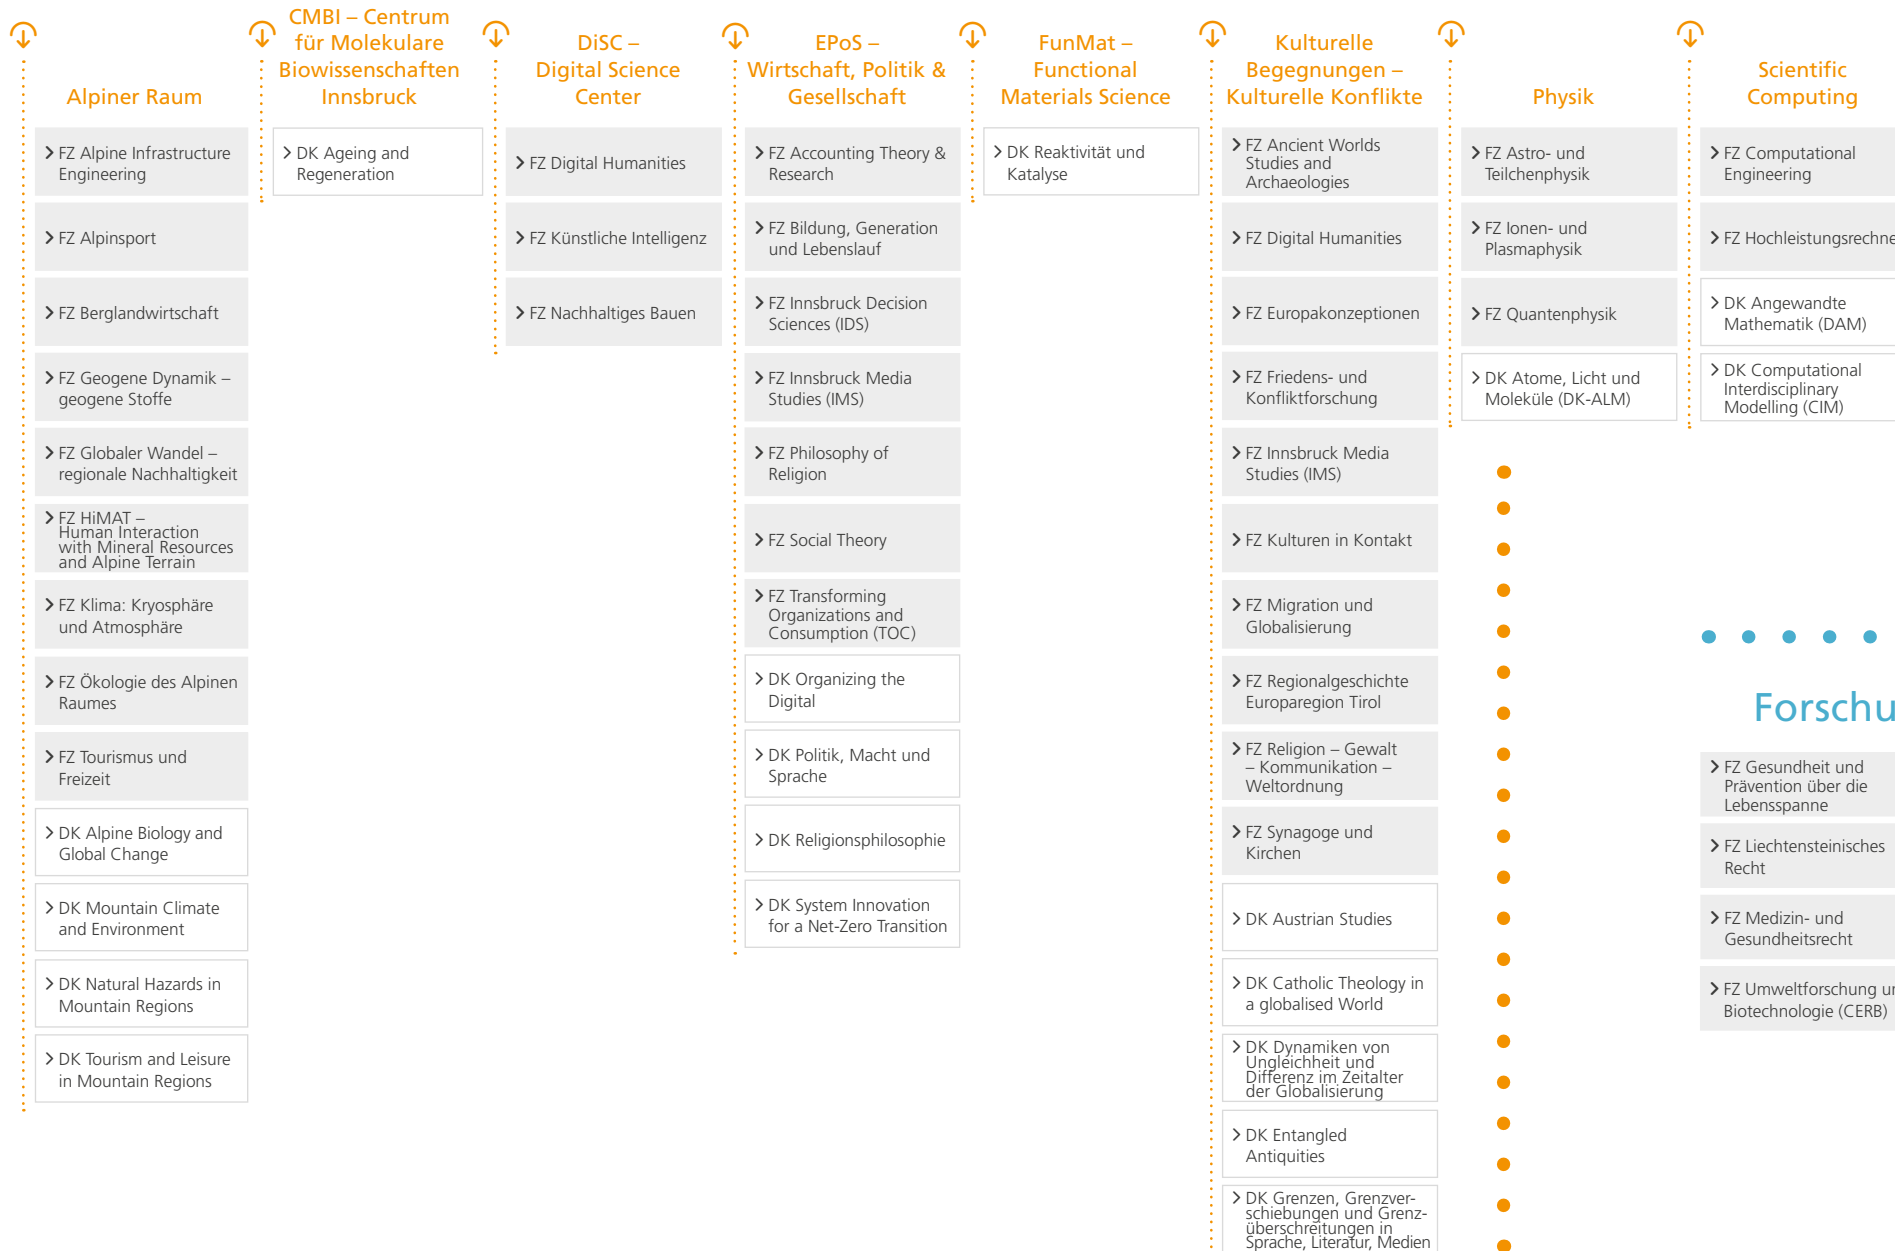 Alpiner Raum
FZ Alpine Infrastructure
Engineering
FZ Alpinsport
FZ Berglandwirtschaft
FZ Geogene Dynamik –
geogene Stoffe
FZ Globaler Wandel –
regionale Nachhaltigkeit
FZ HiMAT –
Human Interaction
with Mineral Resources
and Alpine Terrain
FZ Klima: Kryosphäre
und Atmosphäre
FZ Ökologie des Alpinen
Raumes
FZ Tourismus und
Freizeit
DK Alpine Biology and
Global Change
DK Mountain Climate
and Environment
DK Natural Hazards in
Mountain Regions
DK Tourism and Leisure
in Mountain Regions
CMBI – Centrum
für Molekulare
Biowissenschaften
Innsbruck
DK Ageing and
Regeneration
DiSC –
Digital Science
Center
FZ Digital Humanities
FZ Künstliche Intelligenz
FZ Nachhaltiges Bauen
EPoS –
Wirtschaft, Politik &
Gesellschaft
FZ Accounting Theory &
Research
FZ Bildung, Generation
und Lebenslauf
FZ Innsbruck Decision
Sciences (IDS)
FZ Innsbruck Media
Studies (IMS)
FZ Philosophy of
Religion
FZ Social Theory
FZ Transforming
Organizations and
Consumption (TOC)
DK Organizing the
Digital
DK Politik, Macht und
Sprache
DK Religionsphilosophie
DK System Innovation
for a Net-Zero Transition
FunMat –
Functional
Materials Science
DK Reaktivität und
Katalyse
Kulturelle
Begegnungen –
Kulturelle Konflikte
FZ Ancient Worlds
Studies and
Archaeologies
FZ Digital Humanities
FZ Europakonzeptionen
FZ Friedens- und
Konfliktforschung
FZ Innsbruck Media
Studies (IMS)
FZ Kulturen in Kontakt
FZ Migration und
Globalisierung
FZ Regionalgeschichte
Europaregion Tirol
FZ Religion – Gewalt
– Kommunikation –
Weltordnung
FZ Synagoge und
Kirchen
DK Austrian Studies
DK Catholic Theology in
a globalised World
DK Dynamiken von
Ungleichheit und
Differenz im Zeitalter
der Globalisierung
DK Entangled
Antiquities
DK Grenzen, Grenzver-
schiebungen und Grenz-
überschreitungen in
Sprache, Literatur, Medien
Physik
FZ Astro- und
Teilchenphysik
FZ Ionen- und
Plasmaphysik
FZ Quantenphysik
DK Atome, Licht und
Moleküle (DK-ALM)
Scientific
Computing
FZ Computational
Engineering
FZ Hochleistungsrechne
DK Angewandte
Mathematik (DAM)
DK Computational
Interdisciplinary
Modelling (CIM)
Forschu
FZ Gesundheit und
Prävention über die
Lebensspanne
FZ Liechtensteinisches
Recht
FZ Medizin- und
Gesundheitsrecht
FZ Umweltforschung u
Biotechnologie (CERB)